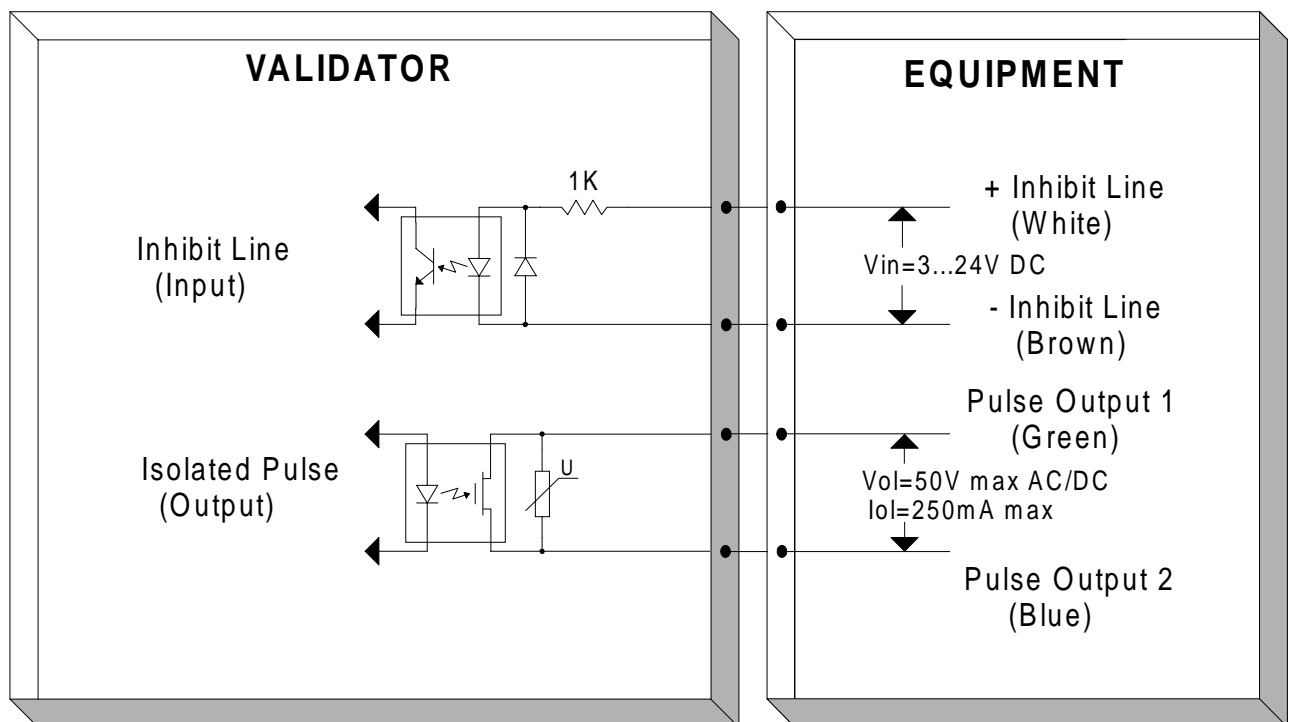 VALIDATOR
EQUIPMENT
1K
Inhibit Line
(Input)
+ Inhibit Line
(White)
Vin=3...24V DC
- Inhibit Line
(Brown)
Isolated Pulse
(Output)
U
Pulse Output 1
(Green)
Vol=50V max AC/DC
Iol=250mA max
Pulse Output 2
(Blue)